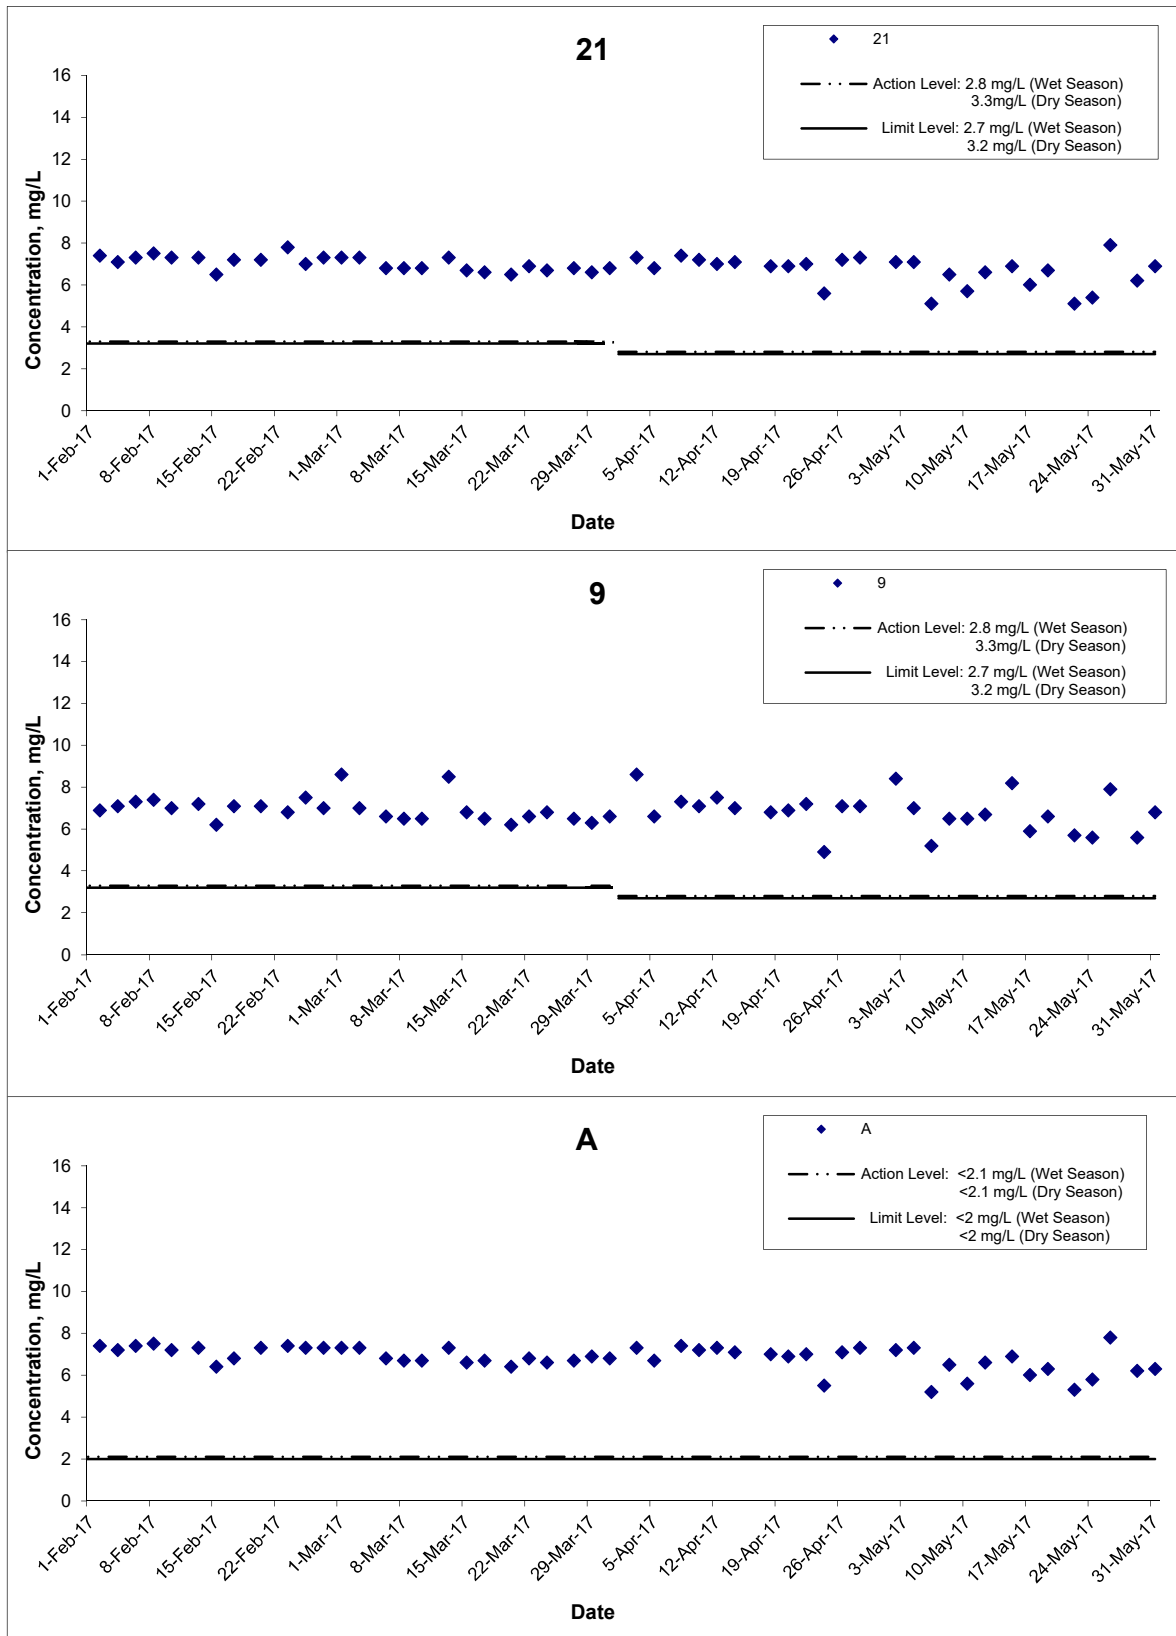 21
21
Action Level: 2.8 mg/L (Wet Season)
3.3mg/L (Dry Season)
Limit Level: 2.7 mg/L (Wet Season)
3.2 mg/L (Dry Season)
Concentration, mg/L
16
14
12
10
8
6
4
2
0
1-Feb-17
8-Feb-17
15-Feb-17
22-Feb-17
1-Mar-17
8-Mar-17
15-Mar-17
22-Mar-17
29-Mar-17
5-Apr-17
12-Apr-17
19-Apr-17
26-Apr-17
3-May-17
10-May-17
17-May-17
24-May-17
31-May-17
Date
9
9
Action Level: 2.8 mg/L (Wet Season)
3.3mg/L (Dry Season)
Limit Level: 2.7 mg/L (Wet Season)
3.2 mg/L (Dry Season)
Concentration, mg/L
16
14
12
10
8
6
4
2
0
1-Feb-17
8-Feb-17
15-Feb-17
22-Feb-17
1-Mar-17
8-Mar-17
15-Mar-17
22-Mar-17
29-Mar-17
5-Apr-17
12-Apr-17
19-Apr-17
26-Apr-17
3-May-17
10-May-17
17-May-17
24-May-17
31-May-17
Date
A
A
Action Level: <2.1 mg/L (Wet Season)
<2.1 mg/L (Dry Season)
Limit Level: <2 mg/L (Wet Season)
<2 mg/L (Dry Season)
Concentration, mg/L
16
14
12
10
8
6
4
2
0
1-Feb-17
8-Feb-17
15-Feb-17
22-Feb-17
1-Mar-17
8-Mar-17
15-Mar-17
22-Mar-17
29-Mar-17
5-Apr-17
12-Apr-17
19-Apr-17
26-Apr-17
3-May-17
10-May-17
17-May-17
24-May-17
31-May-17
Date